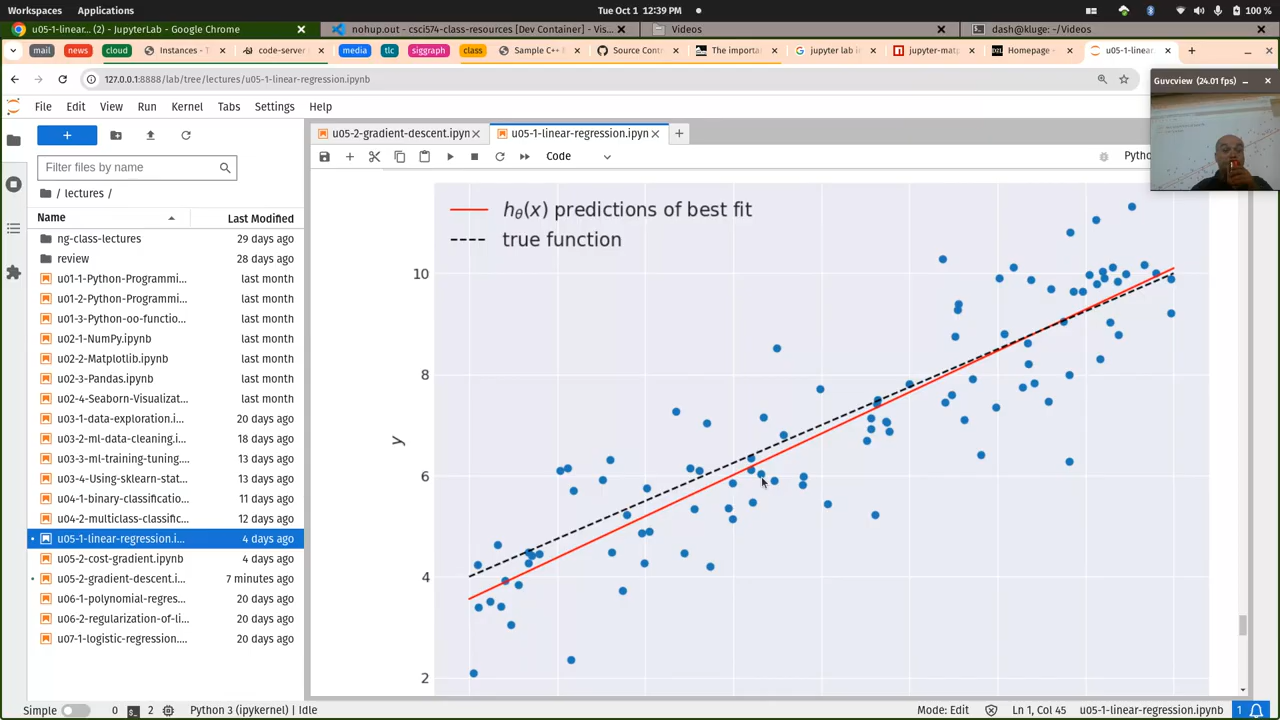 Workspaces Applications Tue Oct 1 12:39 PM 100 %
u05-1-linear... (2) - JupyterLab - Google Chrome nohup.out - csci574-class-resources [Dev Container] - Vis... Videos dash@kluge: ~/Videos
mail news cloud Instances - T code-server media tlc siggraph class Sample C++ F Source Contr The importa jupyter lab j jupyter-mat Homepage - u05-1-linear
127.0.0.1:8888/lab/tree/lectures/u05-1-linear-regression.ipynb
Guvcview (24.01 fps)
File Edit View Run Kernel Tabs Settings Help
u05-2-gradient-descent.ipyn u05-1-linear-regression.ipyn
Code Pytho
Filter files by name
/ lectures /
Name Last Modified
ng-class-lectures 29 days ago
review 28 days ago
u01-1-Python-Programmi... last month
u01-2-Python-Programmi... last month
u01-3-Python-oo-functio... last month
u02-1-NumPy.ipynb last month
u02-2-Matplotlib.ipynb last month
u02-3-Pandas.ipynb last month
u02-4-Seaborn-Visualizat... last month
u03-1-data-exploration.i... 20 days ago
u03-2-ml-data-cleaning.i... 18 days ago
u03-3-ml-training-tuning.... 13 days ago
u03-4-Using-sklearn-stat... 13 days ago
u04-1-binary-classificatio... 11 days ago
u04-2-multiclass-classific... 12 days ago
u05-1-linear-regression.i... 4 days ago
u05-2-cost-gradient.ipynb 4 days ago
u05-2-gradient-descent.i... 7 minutes ago
u06-1-polynomial-regres... 20 days ago
u06-2-regularization-of-li... 20 days ago
u07-1-logistic-regression.... 20 days ago
hθ(x) predictions of best fit
true function
10
8
y
6
4
2
Simple 0 2 Python 3 (ipykernel) | Idle Mode: Edit Ln 1, Col 45 u05-1-linear-regression.ipynb 1